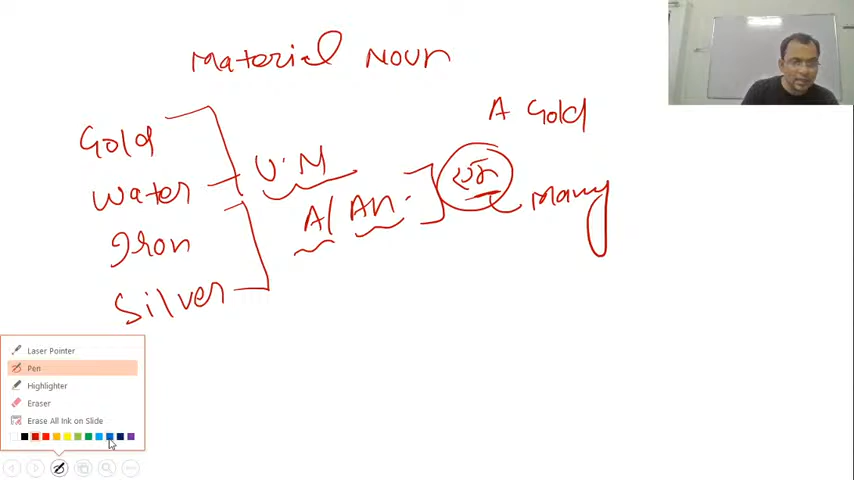 Material Noun
A Gold
Gold
Water
U.N
Iron
A/ An.
एक
Many
Silver
Laser Pointer
Pen
Highlighter
Eraser
Erase All Ink on Slide